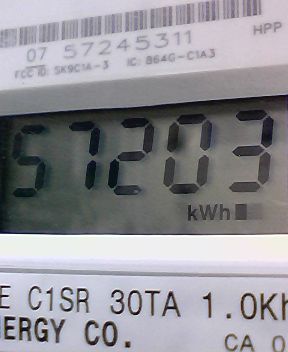 07 57245311
HPP
FCC ID: SK9C1A-3 IC: 864G-C1A3
57203
kWh
E C1SR 30TA 1.0Kh
NERGY CO.
CA 0